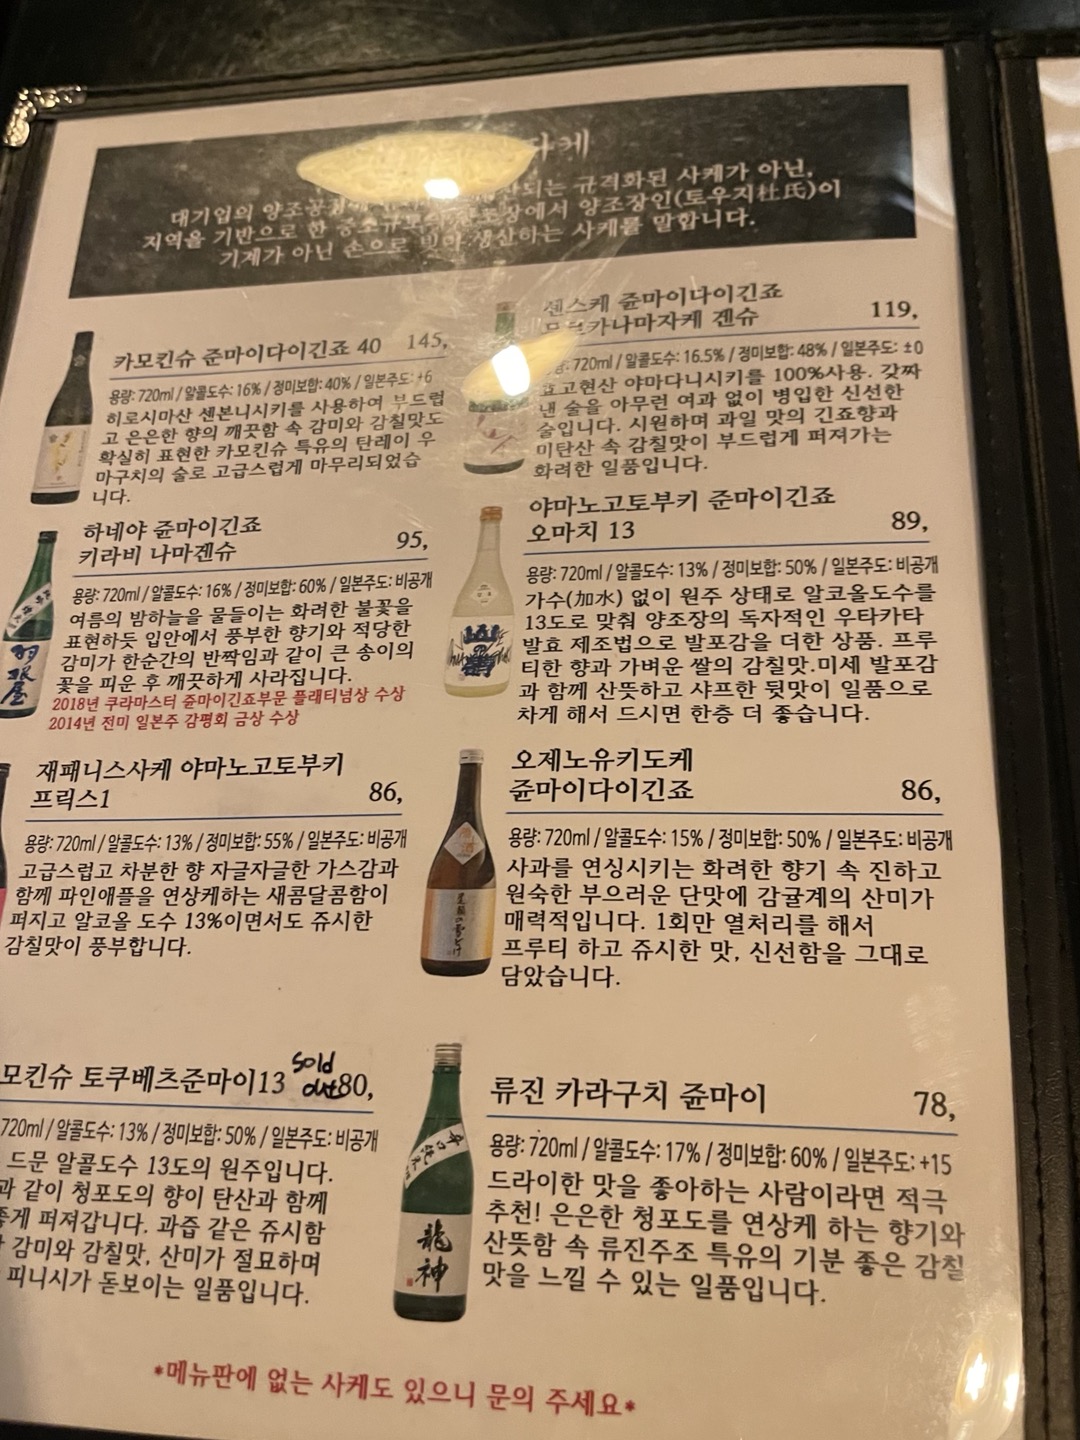 다케
되는 규격화된 사케가 아닌,
대기업의 양조공장에 양조장에서 양조장인(토우지杜氏)이
지역을 기반으로 한 중소규모의
기계가 아닌 손으로 빚어 생산하는 사케를 말합니다.
카모킨슈 준마이다이긴죠 40 145,
용량: 720ml / 알콜도수: 16% / 정미보합: 40% / 일본주도: +6
히로시마산 센본니시키를 사용하여 부드럽
고 은은한 향의 깨끗함 속 감미와 감칠맛도
확실히 표현한 카모킨슈 특유의 탄레이 우
마구치의 술로 고급스럽게 마무리되었습
니다.
센스케 쥰마이다이긴죠
카나마자케 겐슈 119,
720ml / 알콜도수: 16.5% / 정미보합: 48% / 일본주도: ±0
효고현산 야마다니시키를 100%사용. 갓짜
낸 술을 아무런 여과 없이 병입한 신선한
술입니다. 시원하며 과일 맛의 긴죠향과
미탄산 속 감칠맛이 부드럽게 퍼져가는
화려한 일품입니다.
하네야 쥰마이긴죠
키라비 나마겐슈 95,
용량: 720ml / 알콜도수: 16% / 정미보합: 60% / 일본주도: 비공개
여름의 밤하늘을 물들이는 화려한 불꽃을
표현하듯 입안에서 풍부한 향기와 적당한
감미가 한순간의 반짝임과 같이 큰 송이의
꽃을 피운 후 깨끗하게 사라집니다.
2018년 쿠라마스터 쥰마이긴죠부문 플래티넘상 수상
2014년 전미 일본주 감평회 금상 수상
羽根屋
야마노고토부키 준마이긴죠
오마치 13 89,
용량: 720ml / 알콜도수: 13% / 정미보합: 50% / 일본주도: 비공개
가수(加水) 없이 원주 상태로 알코올도수를
13도로 맞춰 양조장의 독자적인 우타카타
발효 제조법으로 발포감을 더한 상품. 프루
티한 향과 가벼운 쌀의 감칠맛.미세 발포감
과 함께 산뜻하고 샤프한 뒷맛이 일품으로
차게 해서 드시면 한층 더 좋습니다.
재패니스사케 야마노고토부키
프릭스1 86,
용량: 720ml / 알콜도수: 13% / 정미보합: 55% / 일본주도: 비공개
고급스럽고 차분한 향 자글자글한 가스감과
함께 파인애플을 연상케하는 새콤달콤함이
퍼지고 알코올 도수 13%이면서도 쥬시한
감칠맛이 풍부합니다.
오제노유키도케
쥰마이다이긴죠 86,
용량: 720ml / 알콜도수: 15% / 정미보합: 50% / 일본주도: 비공개
사과를 연싱시키는 화려한 향기 속 진하고
원숙한 부으러운 단맛에 감귤계의 산미가
매력적입니다. 1회만 열처리를 해서
프루티 하고 쥬시한 맛, 신선함을 그대로
담았습니다.
尾瀬の雪どけ
모킨슈 토쿠베츠준마이13 sold out 80,
720ml / 알콜도수: 13% / 정미보합: 50% / 일본주도: 비공개
드문 알콜도수 13도의 원주입니다.
과 같이 청포도의 향이 탄산과 함께
게 퍼져갑니다. 과즙 같은 쥬시함
감미와 감칠맛, 산미가 절묘하며
피니시가 돋보이는 일품입니다.
류진 카라구치 쥰마이 78,
용량: 720ml / 알콜도수: 17% / 정미보합: 60% / 일본주도: +15
드라이한 맛을 좋아하는 사람이라면 적극
추천! 은은한 청포도를 연상케 하는 향기와
산뜻함 속 류진주조 특유의 기분 좋은 감칠
맛을 느낄 수 있는 일품입니다.
龍神
*메뉴판에 없는 사케도 있으니 문의 주세요*